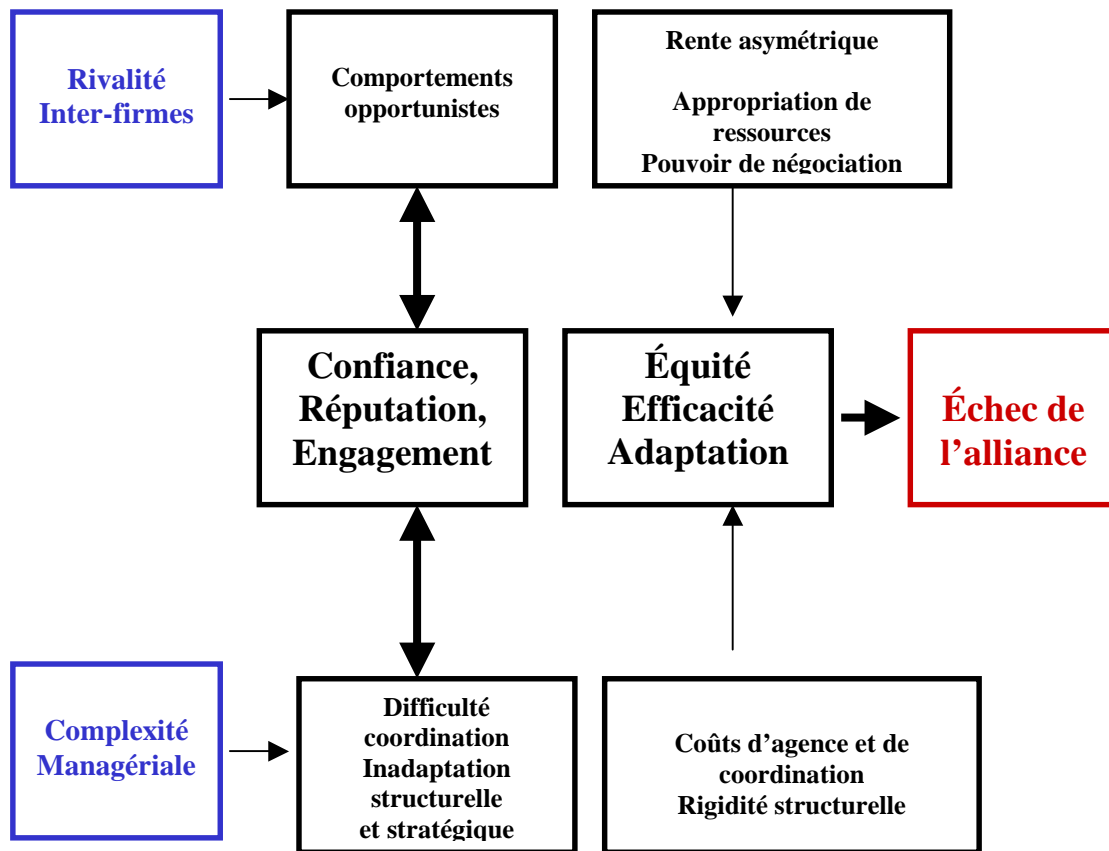 Rivalité
Inter-firmes
Comportements
opportunistes
Rente asymétrique
Appropriation de
ressources
Pouvoir de négociation
Confiance,
Réputation,
Engagement
Équité
Efficacité
Adaptation
Échec de
l’alliance
Complexité
Managériale
Difficulté
coordination
Inadaptation
structurelle
et stratégique
Coûts d’agence et de
coordination
Rigidité structurelle